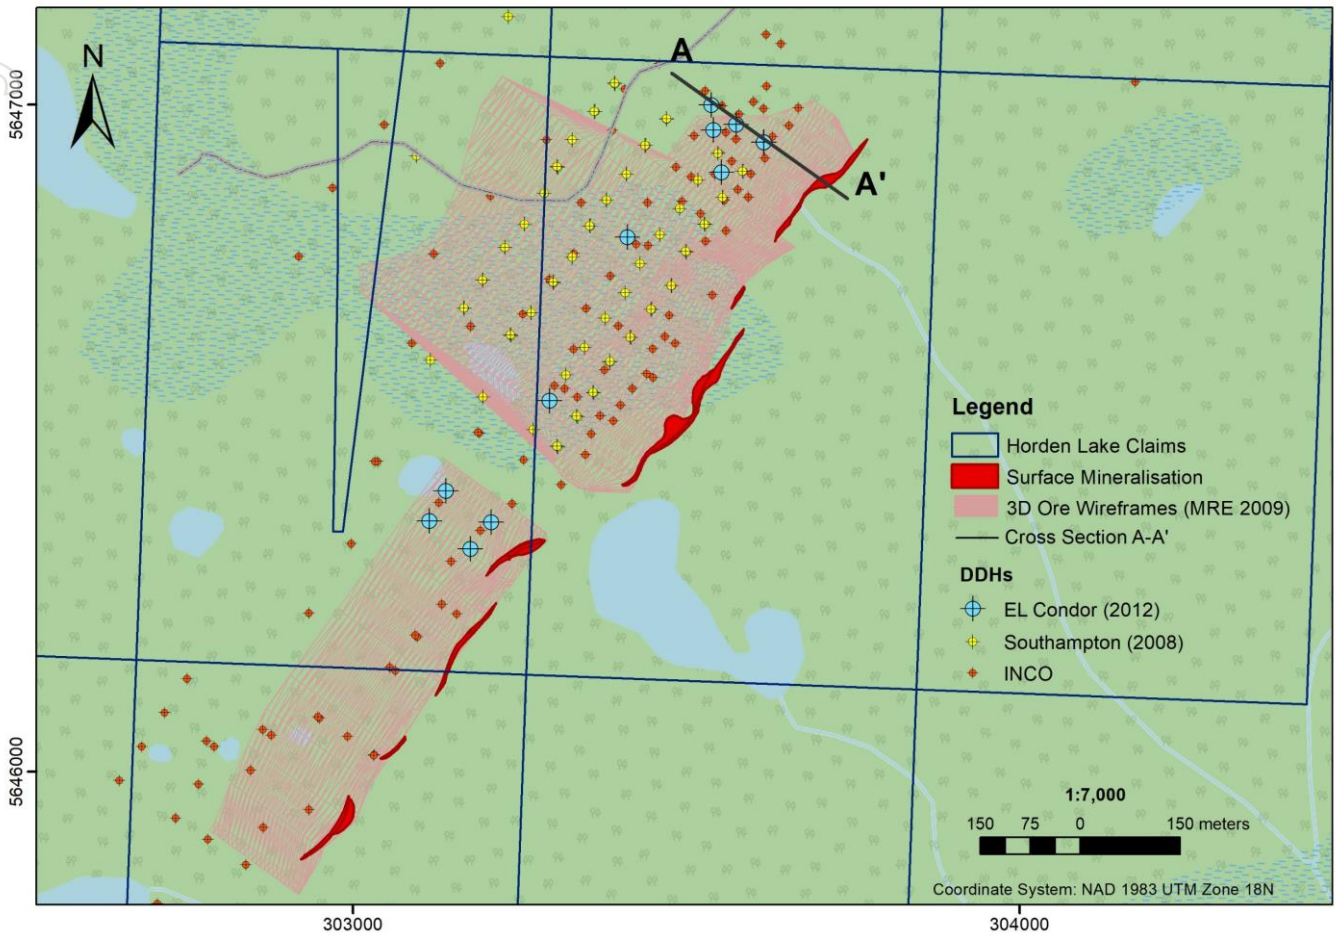 N
A
A'
5647000
5646000
Legend
Horden Lake Claims
Surface Mineralisation
3D Ore Wireframes (MRE 2009)
Cross Section A-A'
DDHs
EL Condor (2012)
Southampton (2008)
INCO
1:7,000
150 75 0 150 meters
Coordinate System: NAD 1983 UTM Zone 18N
303000 304000